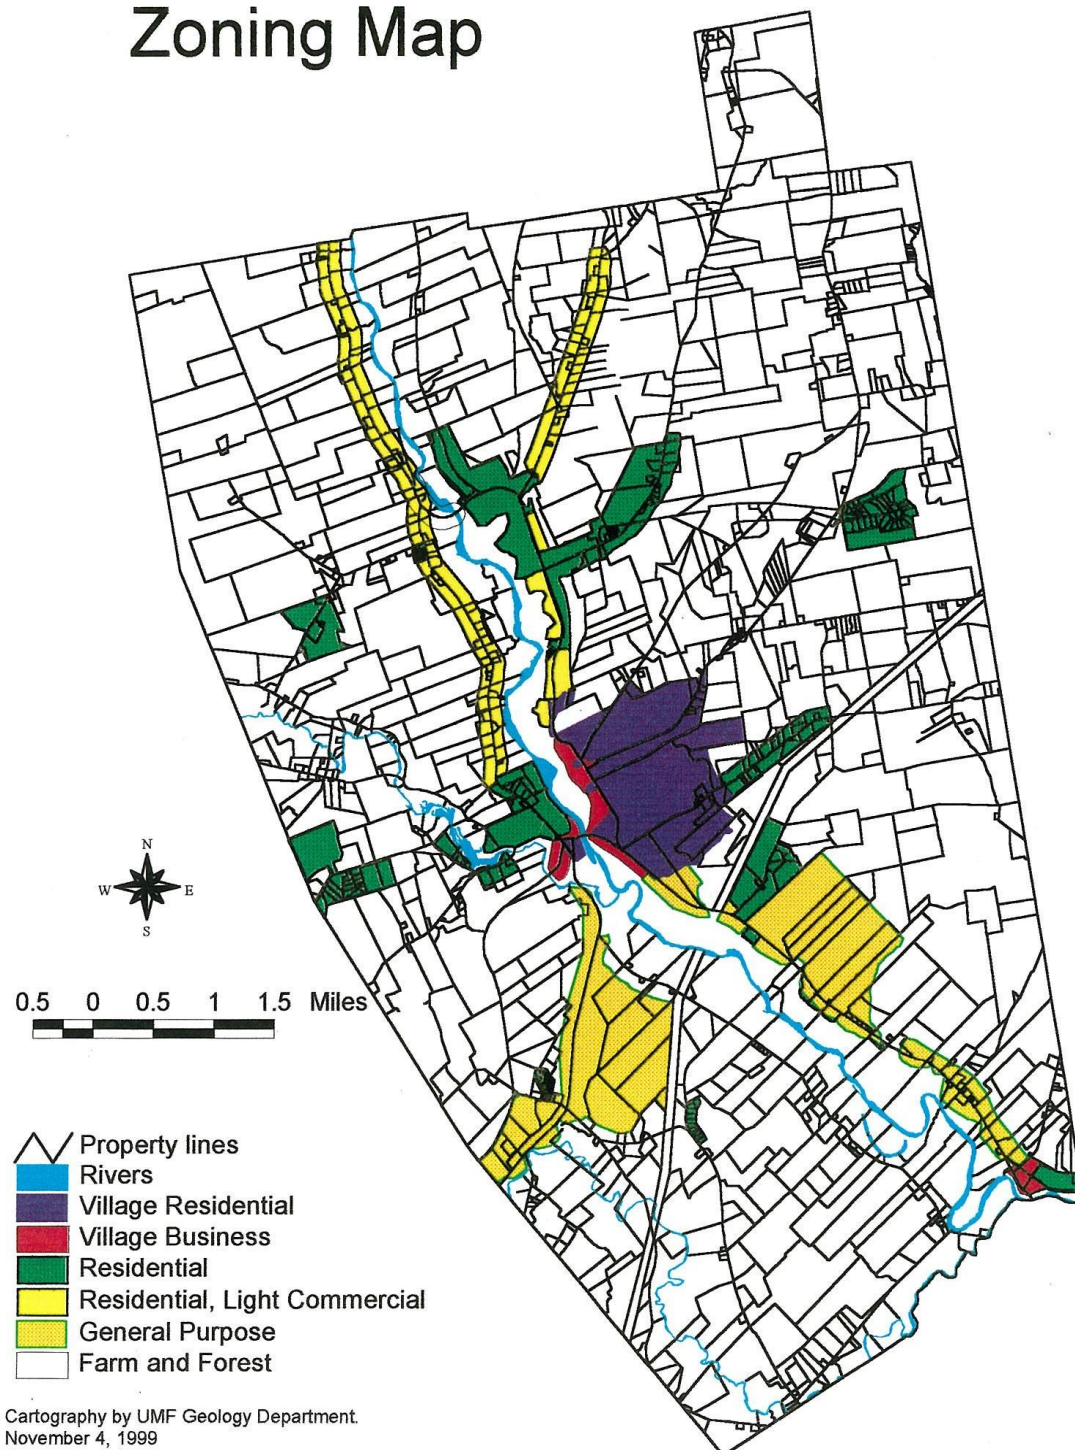 Zoning Map
N
W E
S
0.5 0 0.5 1 1.5 Miles
Property lines
Rivers
Village Residential
Village Business
Residential
Residential, Light Commercial
General Purpose
Farm and Forest
Cartography by UMF Geology Department.
November 4, 1999